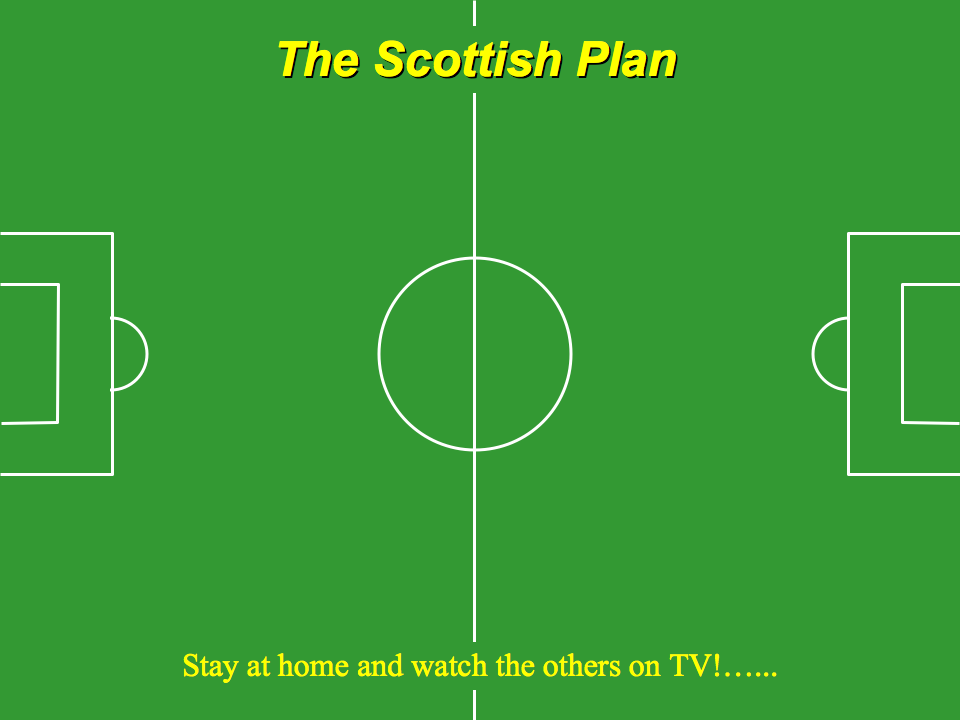 The Scottish Plan
Stay at home and watch the others on TV!…...